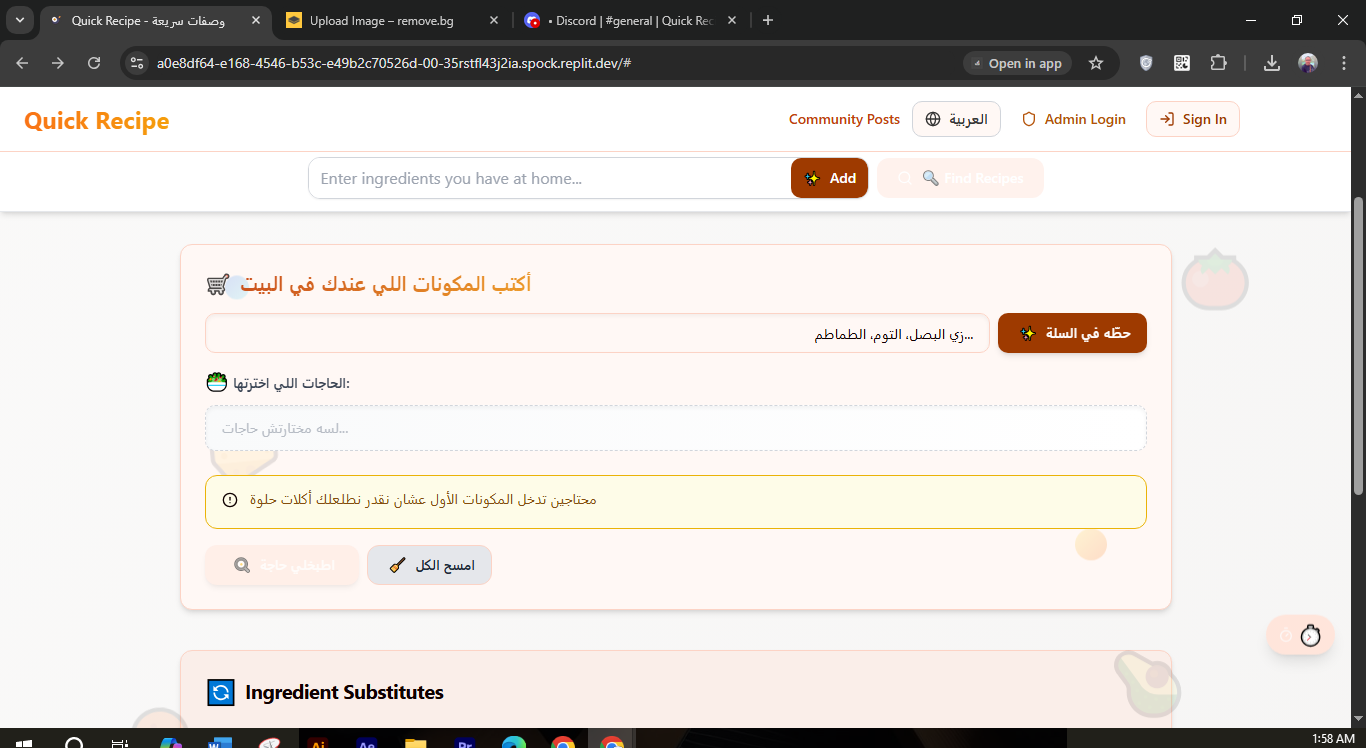 Quick Recipe - وصفات سريعة
Upload Image – remove.bg
• Discord | #general | Quick Rec
a0e8df64-e168-4546-b53c-e49b2c70526d-00-35rstfl43j2ia.spock.replit.dev/#
Open in app
Quick Recipe
Community Posts
العربية
Admin Login
Sign In
Enter ingredients you have at home...
Add
Find Recipes
أكتب المكونات اللي عندك في البيت
...زي البصل، التوم، الطماطم
حطّه في السلة
الحاجات اللي اخترتها:
...لسه مختارتش حاجات
محتاجين تدخل المكونات الأول عشان نقدر نطلعلك أكلات حلوة
اطبخلي حاجة
امسح الكل
Ingredient Substitutes
1:58 AM